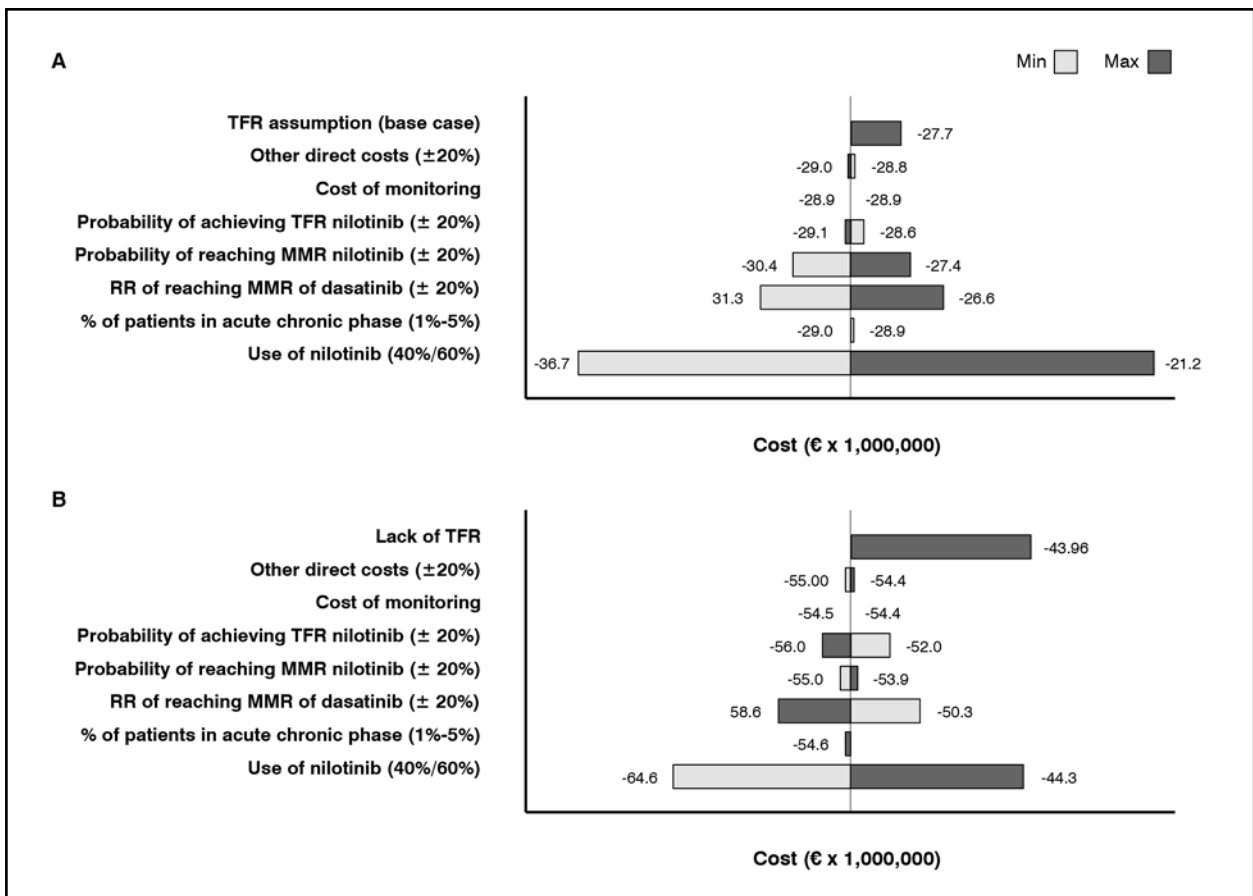 A
Min Max
TFR assumption (base case)
-27.7
Other direct costs (±20%)
-29.0 -28.8
Cost of monitoring
-28.9 -28.9
Probability of achieving TFR nilotinib (± 20%)
-29.1 -28.6
Probability of reaching MMR nilotinib (± 20%)
-30.4 -27.4
RR of reaching MMR of dasatinib (± 20%)
31.3 -26.6
% of patients in acute chronic phase (1%-5%)
-29.0 -28.9
Use of nilotinib (40%/60%)
-36.7 -21.2
Cost (€ x 1,000,000)
B
Lack of TFR
-43.96
Other direct costs (±20%)
-55.00 -54.4
Cost of monitoring
-54.5 -54.4
Probability of achieving TFR nilotinib (± 20%)
-56.0 -52.0
Probability of reaching MMR nilotinib (± 20%)
-55.0 -53.9
RR of reaching MMR of dasatinib (± 20%)
58.6 -50.3
% of patients in acute chronic phase (1%-5%)
-54.6
Use of nilotinib (40%/60%)
-64.6 -44.3
Cost (€ x 1,000,000)